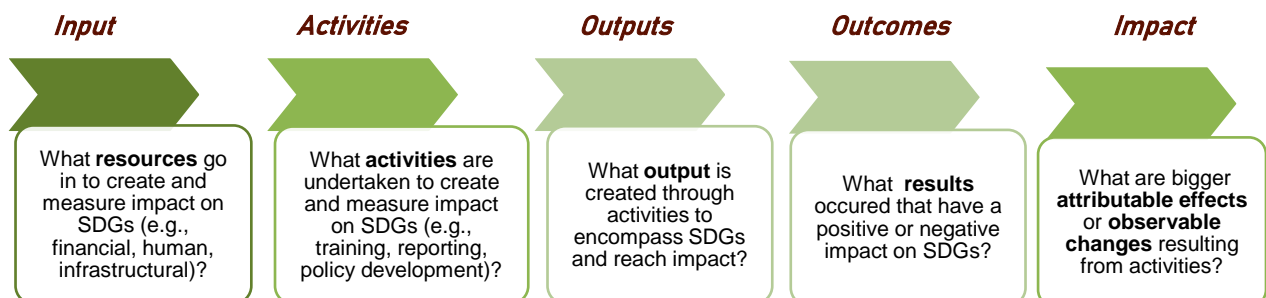 Input
Activities
Outputs
Outcomes
Impact
What resources go
in to create and
measure impact on
SDGs (e.g.,
financial, human,
infrastructural)?
What activities are
undertaken to create
and measure impact
on SDGs (e.g.,
training, reporting,
policy development)?
What output is
created through
activities to
encompass SDGs
and reach impact?
What results
occured that have a
positive or negative
impact on SDGs?
What are bigger
attributable effects
or observable
changes resulting
from activities?